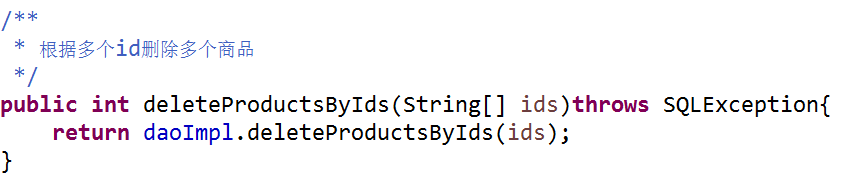 /**
 * 根据多个id删除多个商品
 */
public int deleteProductsByIds(String[] ids)throws SQLException{
    return daoImpl.deleteProductsByIds(ids);
}